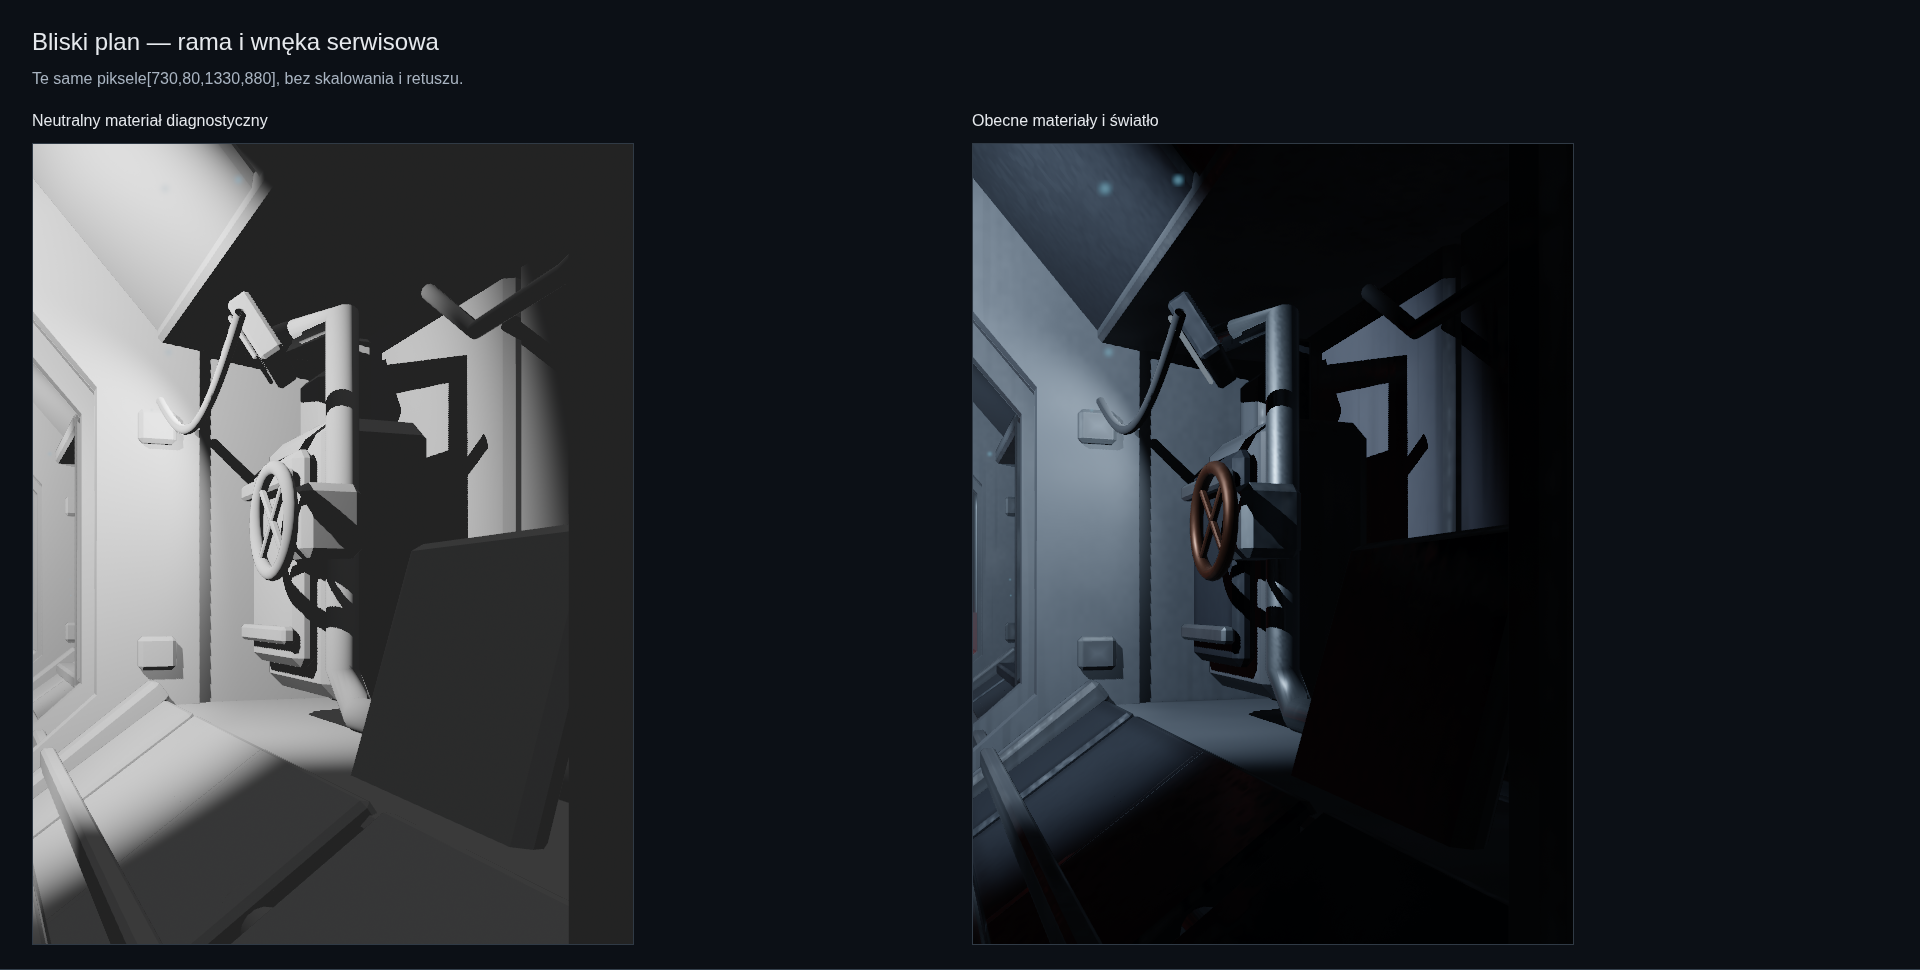 Bliski plan — rama i wnęka serwisowa
Te same piksele[730,80,1330,880], bez skalowania i retuszu.
Neutralny materiał diagnostyczny
Obecne materiały i światło